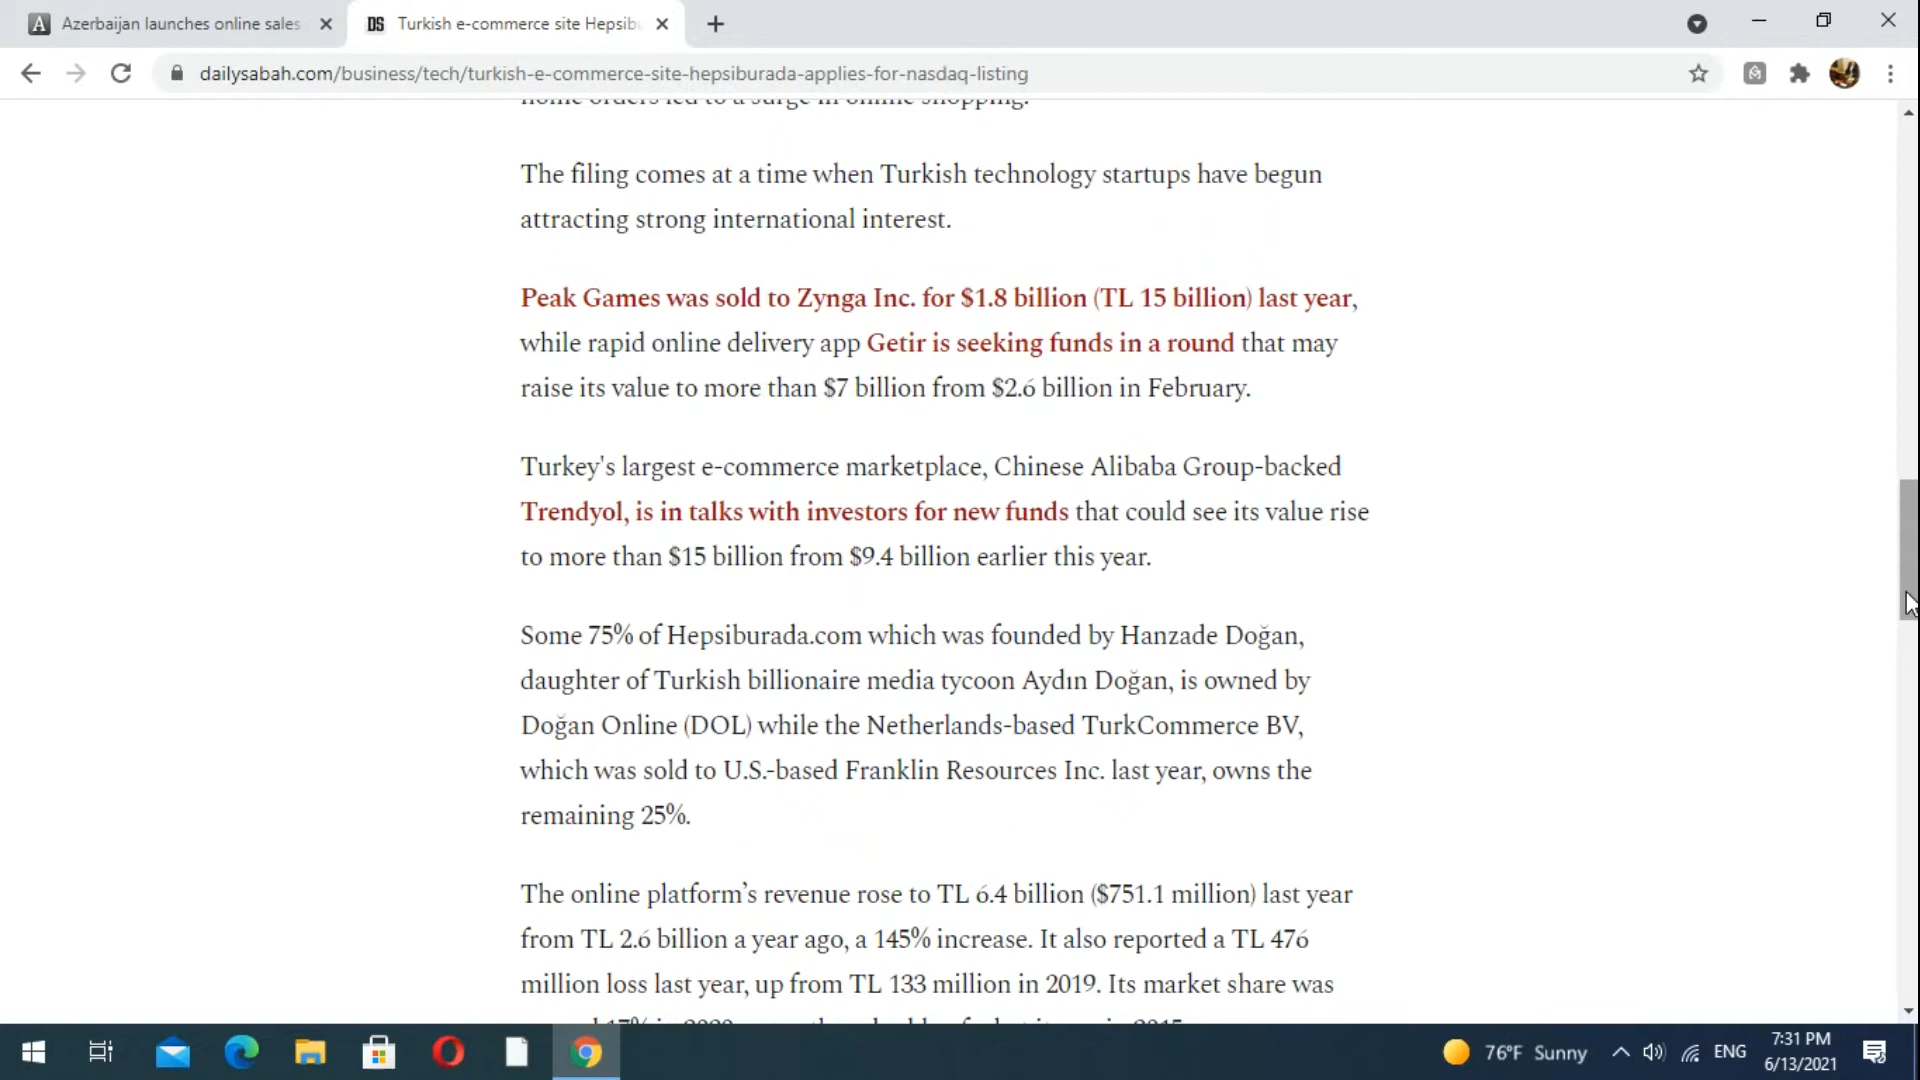 Azerbaijan launches online sales
DS Turkish e-commerce site Hepsib
dailysabah.com/business/tech/turkish-e-commerce-site-hepsiburada-applies-for-nasdaq-listing
home orders led to a surge in online shopping.
The filing comes at a time when Turkish technology startups have begun
attracting strong international interest.
Peak Games was sold to Zynga Inc. for $1.8 billion (TL 15 billion) last year,
while rapid online delivery app Getir is seeking funds in a round that may
raise its value to more than $7 billion from $2.6 billion in February.
Turkey's largest e-commerce marketplace, Chinese Alibaba Group-backed
Trendyol, is in talks with investors for new funds that could see its value rise
to more than $15 billion from $9.4 billion earlier this year.
Some 75% of Hepsiburada.com which was founded by Hanzade Doğan,
daughter of Turkish billionaire media tycoon Aydın Doğan, is owned by
Doğan Online (DOL) while the Netherlands-based TurkCommerce BV,
which was sold to U.S.-based Franklin Resources Inc. last year, owns the
remaining 25%.
The online platform’s revenue rose to TL 6.4 billion ($751.1 million) last year
from TL 2.6 billion a year ago, a 145% increase. It also reported a TL 476
million loss last year, up from TL 133 million in 2019. Its market share was
76°F Sunny
ENG
7:31 PM
6/13/2021